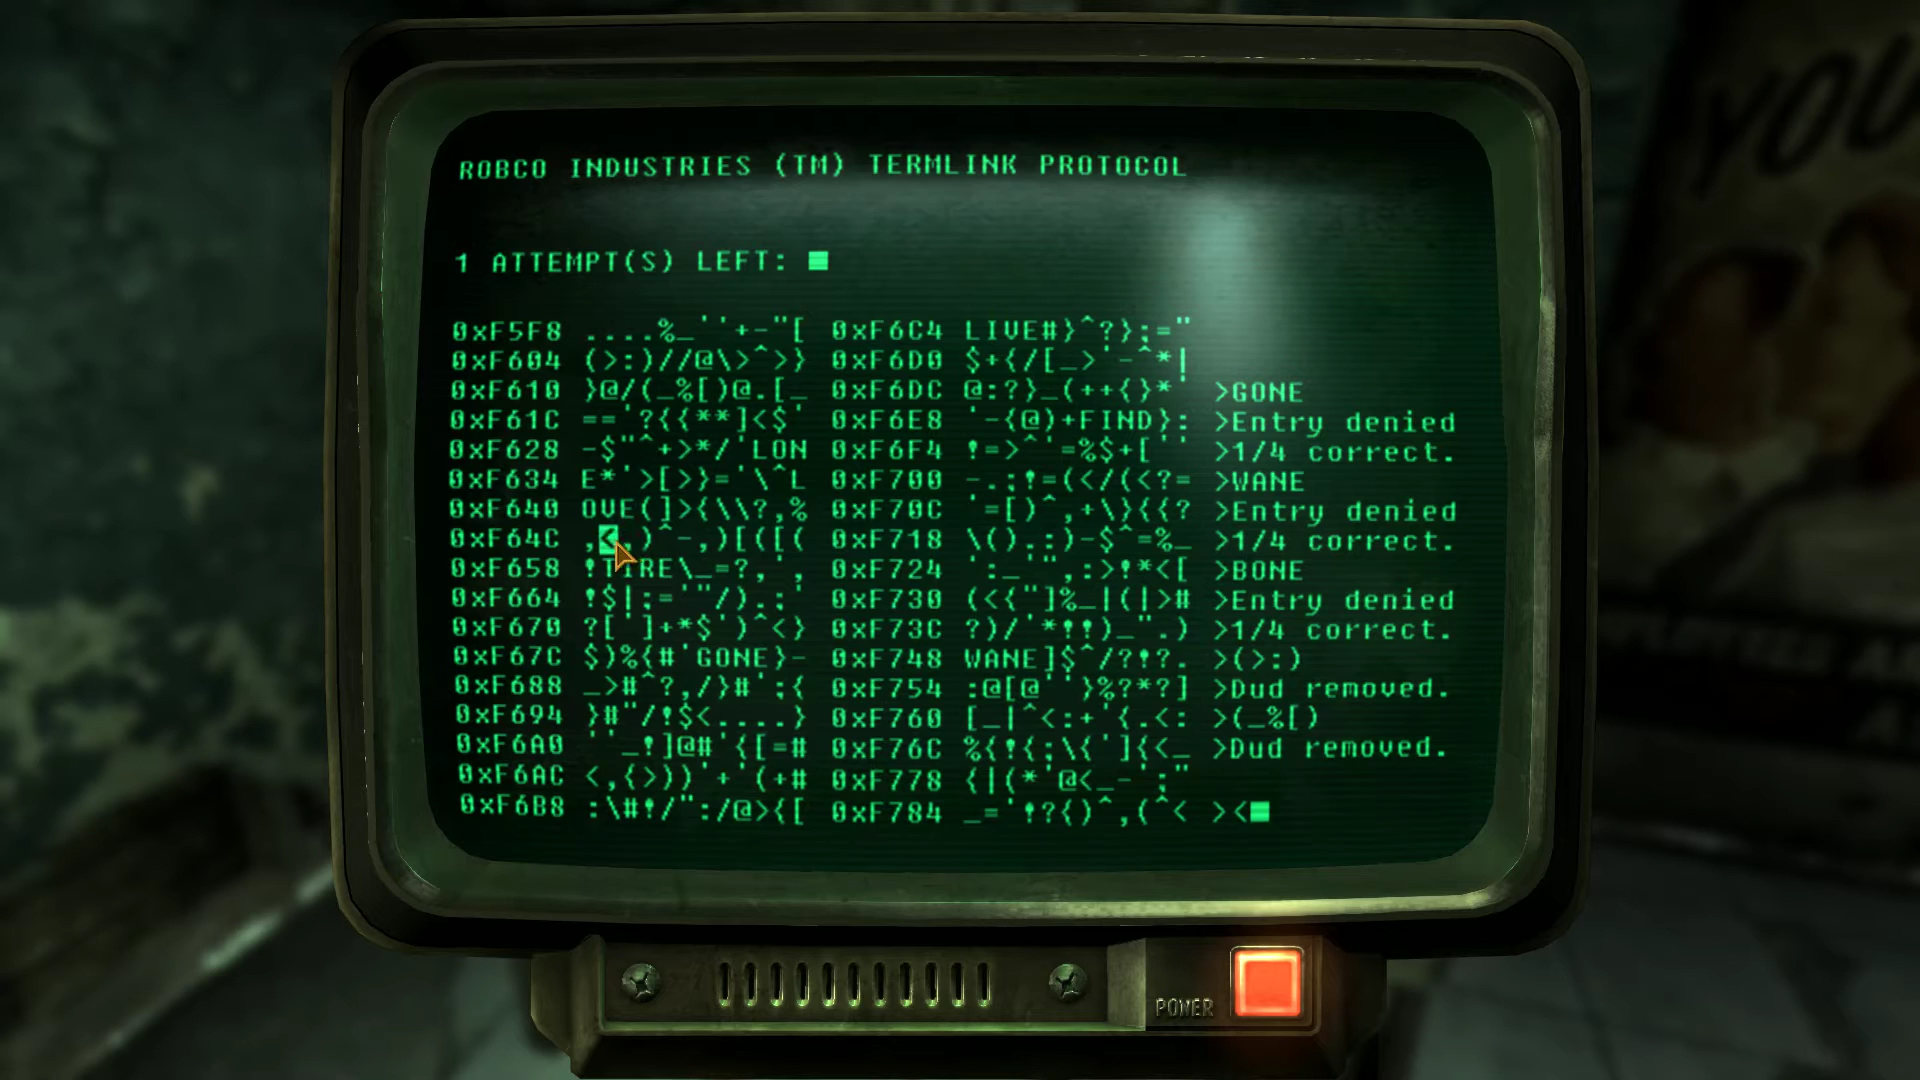 ROBCO INDUSTRIES (TM) TERMLINK PROTOCOL
1 ATTEMPT(S) LEFT:
0xF5F8 ....%_''+-"[ 0xF6C4 LIVE#}^?};="
0xF604 (>:)//@\>^>} 0xF6D0 $+{/[_>'-^*|
0xF610 }@/(_%[)@.[_ 0xF6DC @:?}_(++{}*' >GONE
0xF61C =='?{{**]<$' 0xF6E8 '-{@)+FIND}: >Entry denied
0xF628 -$"^+>*/'LON 0xF6F4 !=>^'=%$+['' >1/4 correct.
0xF634 E*'>[>}='\^L 0xF700 -.;!=(</(<?= >WANE
0xF640 OVE(]>{\\?,% 0xF70C '=[)^,+\}{{? >Entry denied
0xF64C ,<,)^-,)[([( 0xF718 \().:)-$^=%_ >1/4 correct.
0xF658 !TIRE\_=?,', 0xF724 ':_'",:>!*<[ >BONE
0xF664 !$|;='"/).:' 0xF730 (<{"]%_|(|># >Entry denied
0xF670 ?[']+*$')^<} 0xF73C ?)/'*!!)_".) >1/4 correct.
0xF67C $)%{#'GONE}- 0xF748 WANE]$^/?!?. >(>:)
0xF688 _>#^?,/}#';{ 0xF754 :@[@''}%?*?] >Dud removed.
0xF694 }#"/!$<....} 0xF760 [_|^<:+'{.<: >(_%[)
0xF6A0 ''_!]@#'{[=# 0xF76C %{!{;\{']{<_ >Dud removed.
0xF6AC <,{>))'+'(+# 0xF778 {|(*'@<_-';"
0xF6B8 :\#!/":/@>{[ 0xF784 _='!?{)^,(^< ><
POWER
YOU